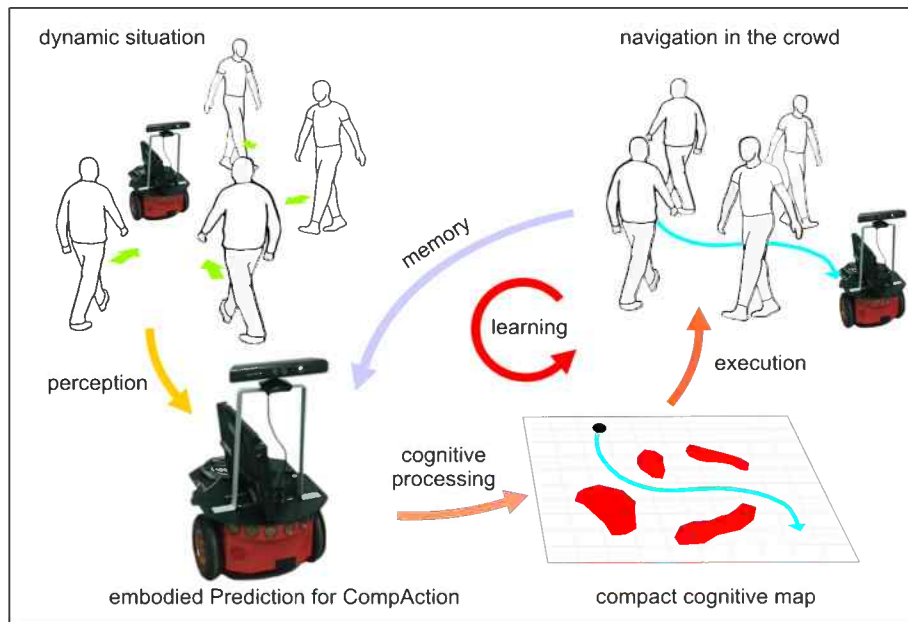 dynamic situation
navigation in the crowd
memory
learning
perception
execution
cognitive
processing
embodied Prediction for CompAction
compact cognitive map